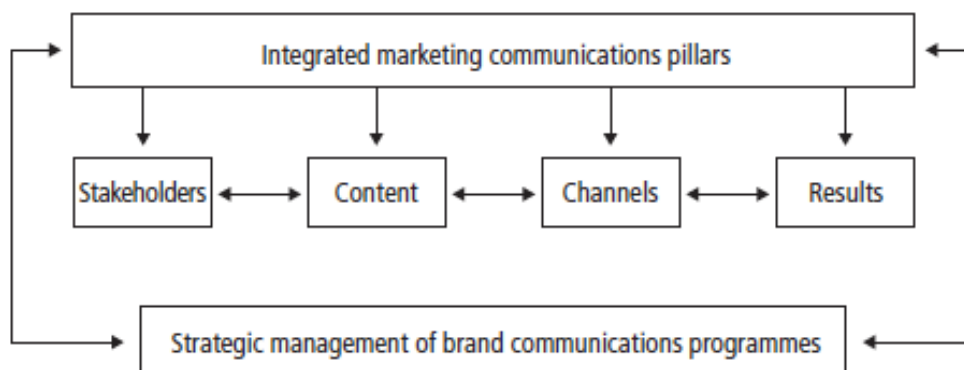 Integrated marketing communications pillars
Stakeholders
Content
Channels
Results
Strategic management of brand communications programmes